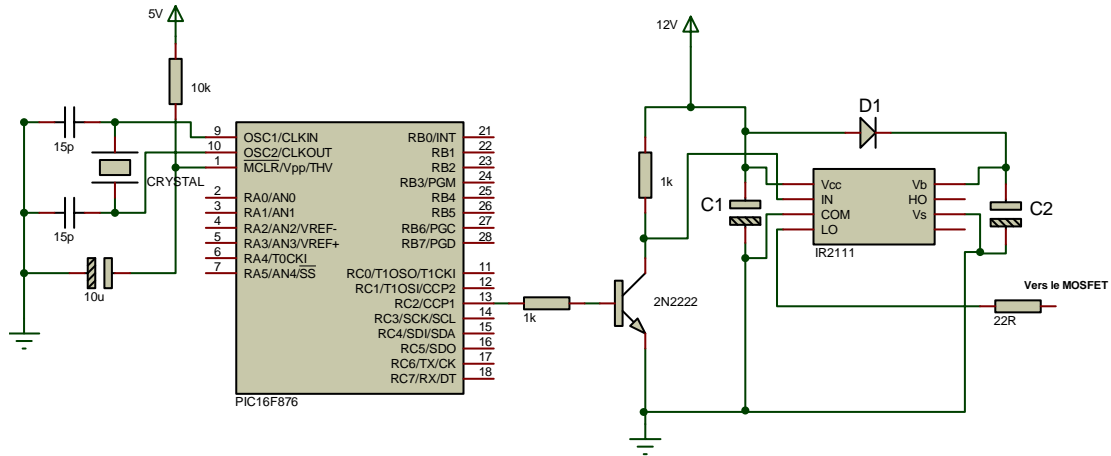 5V
10k
15p
15p
CRYSTAL
10u
9 OSC1/CLKIN
10 OSC2/CLKOUT
1 MCLR/Vpp/THV
2 RA0/AN0
3 RA1/AN1
4 RA2/AN2/VREF-
5 RA3/AN3/VREF+
6 RA4/T0CKI
7 RA5/AN4/SS
RB0/INT 21
RB1 22
RB2 23
RB3/PGM 24
RB4 25
RB5 26
RB6/PGC 27
RB7/PGD 28
RC0/T1OSO/T1CKI 11
RC1/T1OSI/CCP2 12
RC2/CCP1 13
RC3/SCK/SCL 14
RC4/SDI/SDA 15
RC5/SDO 16
RC6/TX/CK 17
RC7/RX/DT 18
PIC16F876
1k
12V
1k
2N2222
C1
D1
Vcc Vb
IN HO
COM Vs
LO
IR2111
C2
Vers le MOSFET
22R